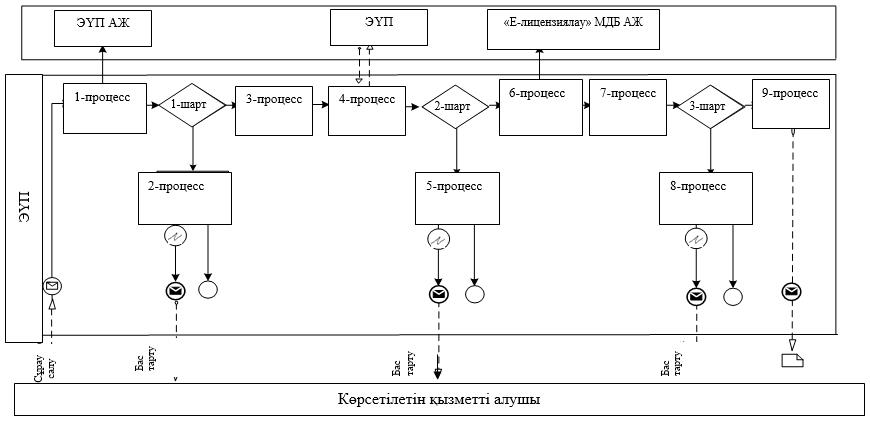 ЭҮП АЖ
ЭҮП
«Е-лицензиялау» МДБ АЖ
1-процесс
1-шарт
3-процесс
4-процесс
2-шарт
6-процесс
7-процесс
3-шарт
9-процесс
2-процесс
5-процесс
8-процесс
ЭҮП
Сұрау
салу
Бас
тарту
Бас
тарту
Бас
тарту
Көрсетілетін қызметті алушы